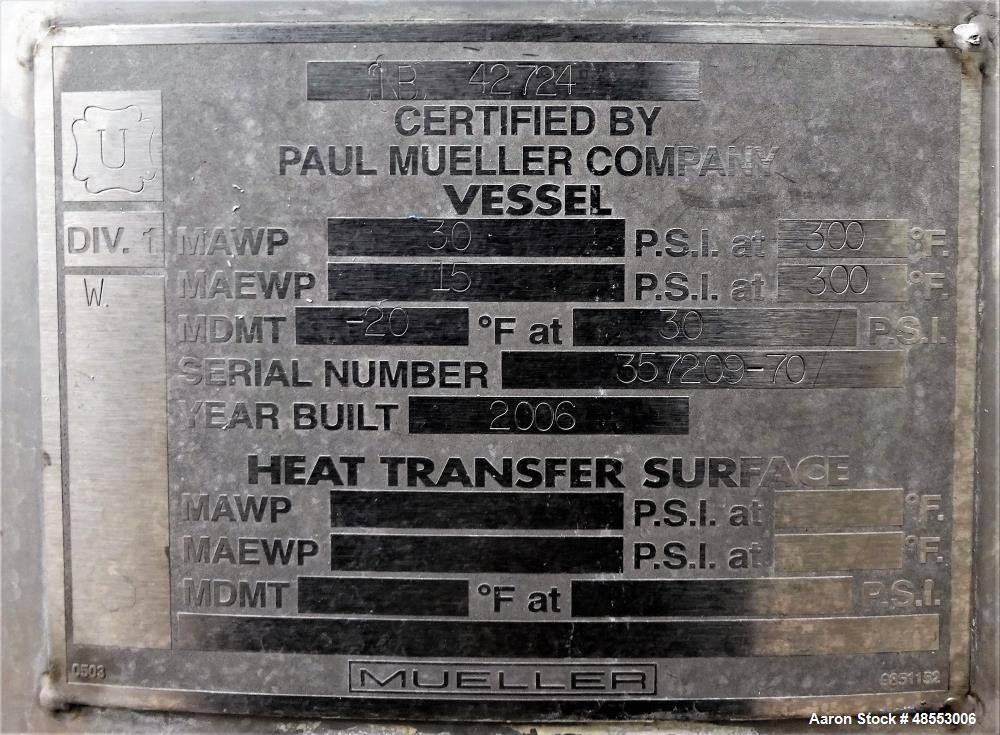 N.B. 42724
CERTIFIED BY
PAUL MUELLER COMPANY
VESSEL
U
DIV. 1
W.
MAWP 30 P.S.I. at 300 °F.
MAEWP 15 P.S.I. at 300 °F.
MDMT -20 °F at 30 P.S.I.
SERIAL NUMBER 357209-70
YEAR BUILT 2006
HEAT TRANSFER SURFACE
MAWP P.S.I. at °F.
MAEWP P.S.I. at °F.
MDMT °F at P.S.I.
0503
MUELLER
9851152
Aaron Stock # 48553006